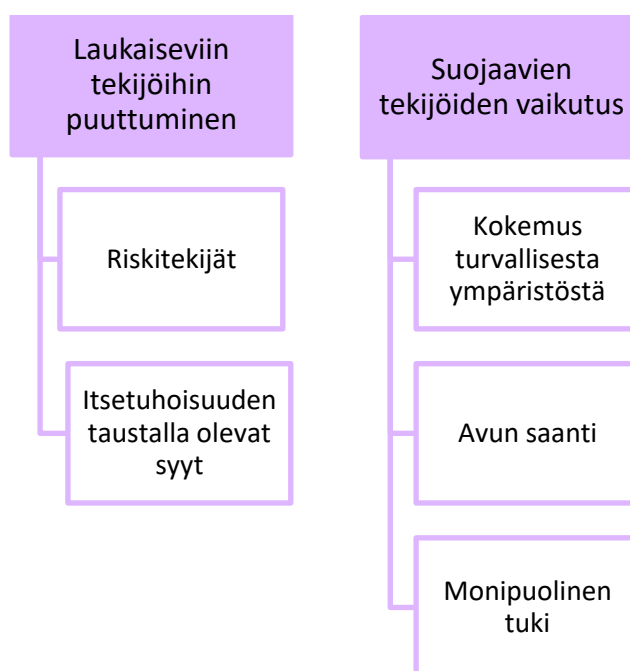 Laukaiseviin
tekijöihin
puuttuminen
Riskitekijät
Itsetuhoisuuden
taustalla olevat
syyt
Suojaavien
tekijöiden vaikutus
Kokemus
turvallisesta
ympäristöstä
Avun saanti
Monipuolinen
tuki